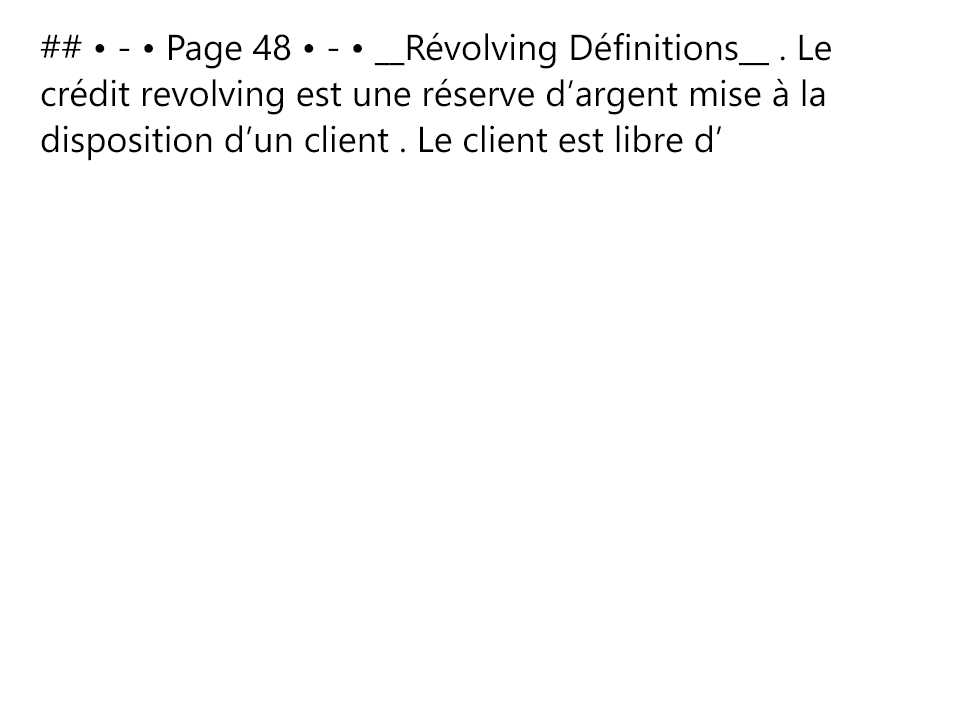 ## • - • Page 48 • - • __Révolving Définitions__ . Le
crédit revolving est une réserve d’argent mise à la
disposition d’un client . Le client est libre d’